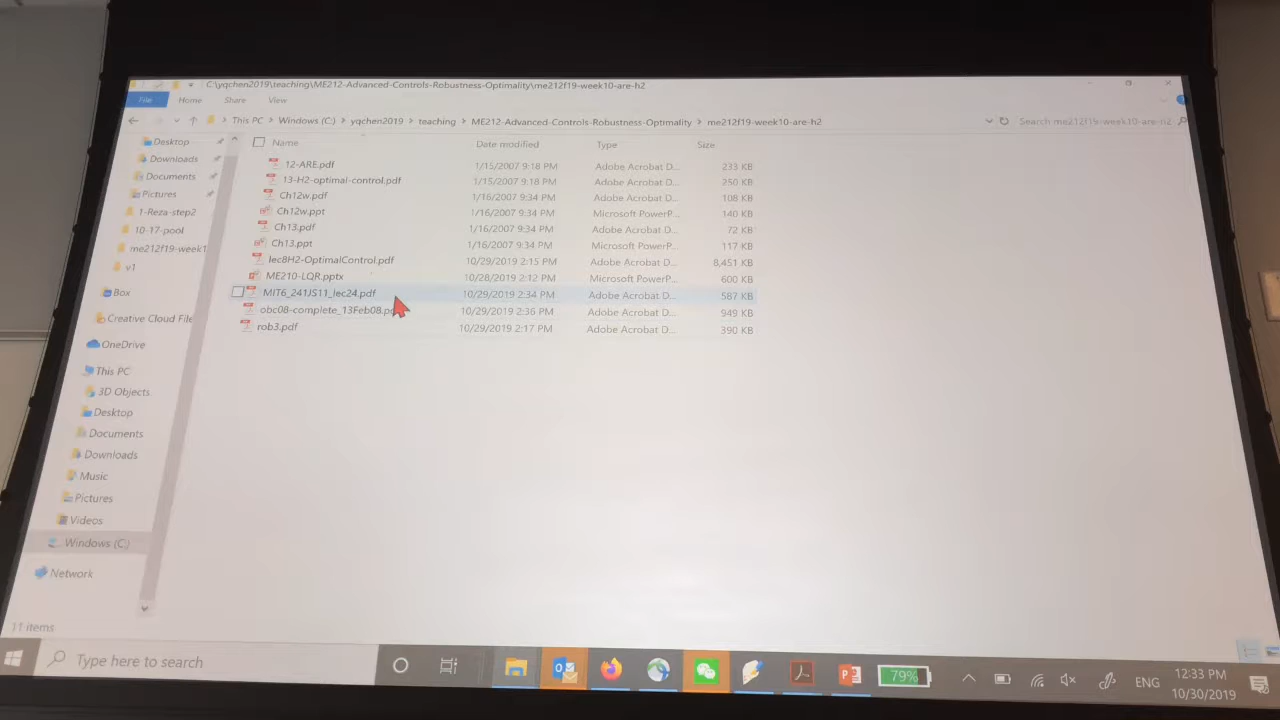 C:\yqchen2019\teaching\ME212-Advanced-Controls-Robustness-Optimality\me212f19-week10-are-h2
File Home Share View
This PC > Windows (C:) > yqchen2019 > teaching > ME212-Advanced-Controls-Robustness-Optimality > me212f19-week10-are-h2 Search me212f19-week10-are-h2
Name Date modified Type Size
12-ARE.pdf 1/15/2007 9:18 PM Adobe Acrobat D... 233 KB
13-H2-optimal-control.pdf 1/15/2007 9:18 PM Adobe Acrobat D... 250 KB
Ch12w.pdf 1/16/2007 9:34 PM Adobe Acrobat D... 108 KB
Ch12w.ppt 1/16/2007 9:34 PM Microsoft PowerP... 140 KB
Ch13.pdf 1/16/2007 9:34 PM Adobe Acrobat D... 72 KB
Ch13.ppt 1/16/2007 9:34 PM Microsoft PowerP... 117 KB
lec8H2-OptimalControl.pdf 10/29/2019 2:15 PM Adobe Acrobat D... 8,451 KB
ME210-LQR.pptx 10/28/2019 2:12 PM Microsoft PowerP... 600 KB
MIT6_241JS11_lec24.pdf 10/29/2019 2:34 PM Adobe Acrobat D... 587 KB
obc08-complete_13Feb08.pdf 10/29/2019 2:36 PM Adobe Acrobat D... 949 KB
rob3.pdf 10/29/2019 2:17 PM Adobe Acrobat D... 390 KB
Desktop
Downloads
Documents
Pictures
1-Reza-step2
10-17-pool
me212f19-week1
v1
Box
Creative Cloud File
OneDrive
This PC
3D Objects
Desktop
Documents
Downloads
Music
Pictures
Videos
Windows (C:)
Network
11 items
Type here to search
79%
ENG
12:33 PM
10/30/2019